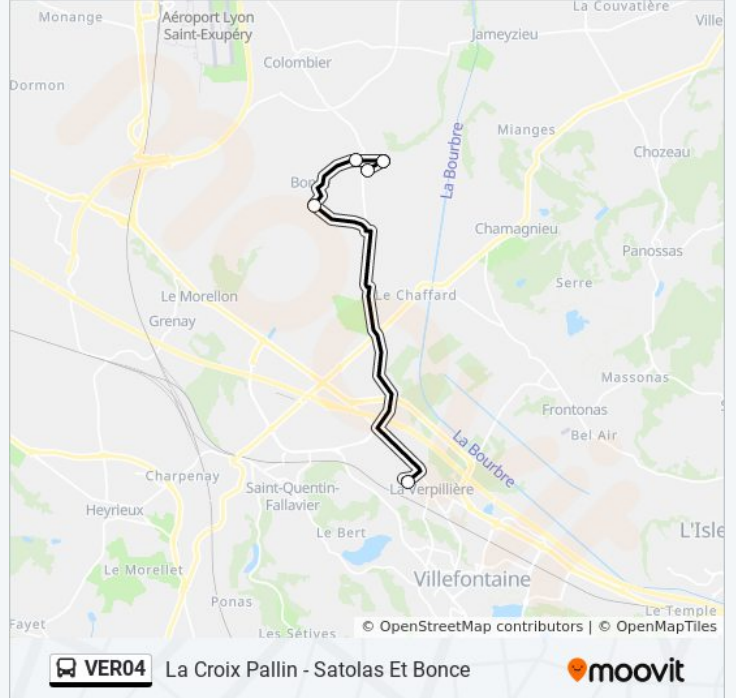 La Couvatière
Monange
Aéroport Lyon
Saint-Exupéry
Ville
Jameyzieu
Colombier
Dormon
Mianges
Chozeau
La Bourbre
Bon
Chamagnieu
Panossas
Serre
Le Morellon
Le Chaffard
Grenay
Massonas
Frontonas
Bel Air
La Bourbre
Charpenay
Saint-Quentin-
Fallavier
La Verpillière
Heyrieux
Le Bert
L'Isle
Le Morellet
Villefontaine
Ponas
Le Temple
Fayet
Les Sétives
© OpenStreetMap contributors | © OpenMapTiles
VER04 La Croix Pallin - Satolas Et Bonce
moovit